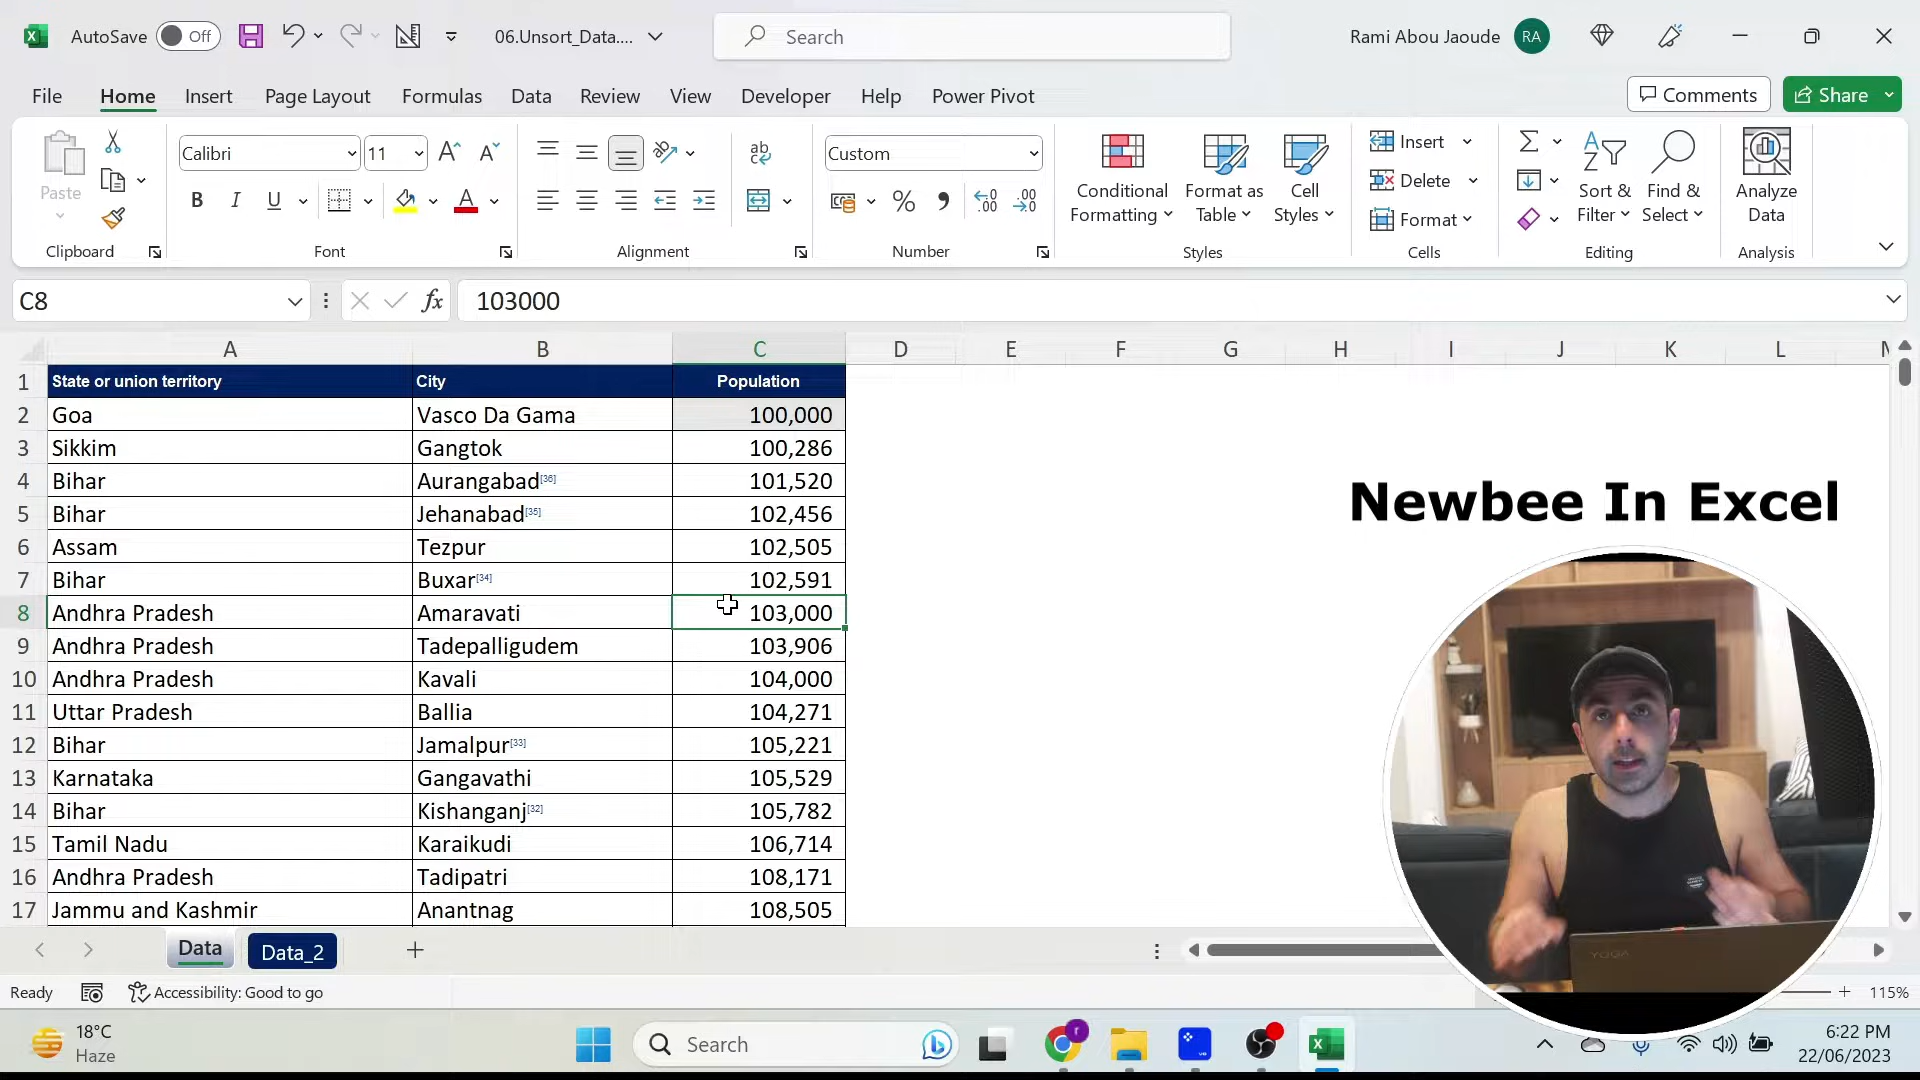 AutoSave Off 06.Unsort_Data.... Search Rami Abou Jaoude RA
File Home Insert Page Layout Formulas Data Review View Developer Help Power Pivot Comments Share
Calibri 11 Custom
Paste
B I U A
ab
Conditional Formatting
Format as Table
Cell Styles
Insert
Delete
Format
Sort & Filter
Find & Select
Analyze Data
Clipboard Font Alignment Number Styles Cells Editing Analysis
C8 fx 103000
A B C D E F G H I J K L
1 State or union territory City Population
2 Goa Vasco Da Gama 100,000
3 Sikkim Gangtok 100,286
4 Bihar Aurangabad[36] 101,520
5 Bihar Jehanabad[35] 102,456
6 Assam Tezpur 102,505
7 Bihar Buxar[34] 102,591
8 Andhra Pradesh Amaravati 103,000
9 Andhra Pradesh Tadepalligudem 103,906
10 Andhra Pradesh Kavali 104,000
11 Uttar Pradesh Ballia 104,271
12 Bihar Jamalpur[33] 105,221
13 Karnataka Gangavathi 105,529
14 Bihar Kishanganj[32] 105,782
15 Tamil Nadu Karaikudi 106,714
16 Andhra Pradesh Tadipatri 108,171
17 Jammu and Kashmir Anantnag 108,505
Newbee In Excel
YOGA
Data Data_2
Ready Accessibility: Good to go 115%
18°C
Haze
Search
6:22 PM
22/06/2023